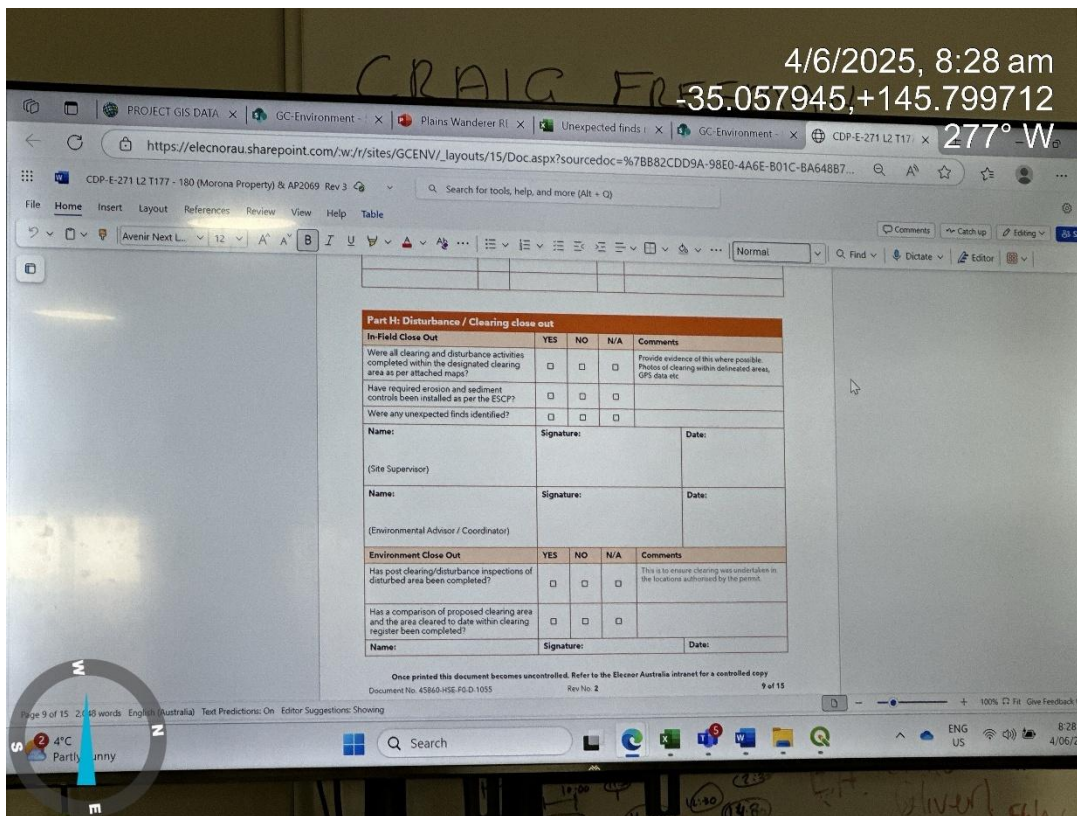 CRAIG
4/6/2025, 8:28 am
-35.057945,+145.799712
277° W
PROJECT GIS DATA
GC-Environment -
Plains Wanderer RE
Unexpected finds
GC-Environment -
CDP-E-271 L2 T177
https://elecnorau.sharepoint.com/:w:/r/sites/GCENV/_layouts/15/Doc.aspx?sourcedoc=%7BB82CDD9A-98E0-4A6E-B01C-BA648B7...
CDP-E-271 L2 T177 - 180 (Morona Property) & AP2069 Rev 3
Search for tools, help, and more (Alt + Q)
File Home Insert Layout References Review View Help Table
Comments Catch up Editing
Avenir Next L... 12 A A B I U A Normal Find Dictate Editor
Part H: Disturbance / Clearing close out
In-Field Close Out YES NO N/A Comments
Were all clearing and disturbance activities
completed within the designated clearing
area as per attached maps?
Provide evidence of this where possible.
Photos of clearing within delineated areas,
GPS data etc
Have required erosion and sediment
controls been installed as per the ESCP?
Were any unexpected finds identified?
Name: Signature: Date:
(Site Supervisor)
Name: Signature: Date:
(Environmental Advisor / Coordinator)
Environment Close Out YES NO N/A Comments
Has post clearing/disturbance inspections of
disturbed area been completed?
This is to ensure clearing was undertaken in
the locations authorised by the permit.
Has a comparison of proposed clearing area
and the area cleared to date within clearing
register been completed?
Name: Signature: Date:
Once printed this document becomes uncontrolled. Refer to the Elecnor Australia intranet for a controlled copy
Document No. 45860-HSE-F0-D-1055 Rev No. 2 9 of 15
Page 9 of 15 words English (Australia) Text Predictions: On Editor Suggestions: Showing
100% Fit Give Feedback
2 4°C
Partly sunny
Search
5
ENG
US
8:28
4/06/2
W
N
S
E
10:00